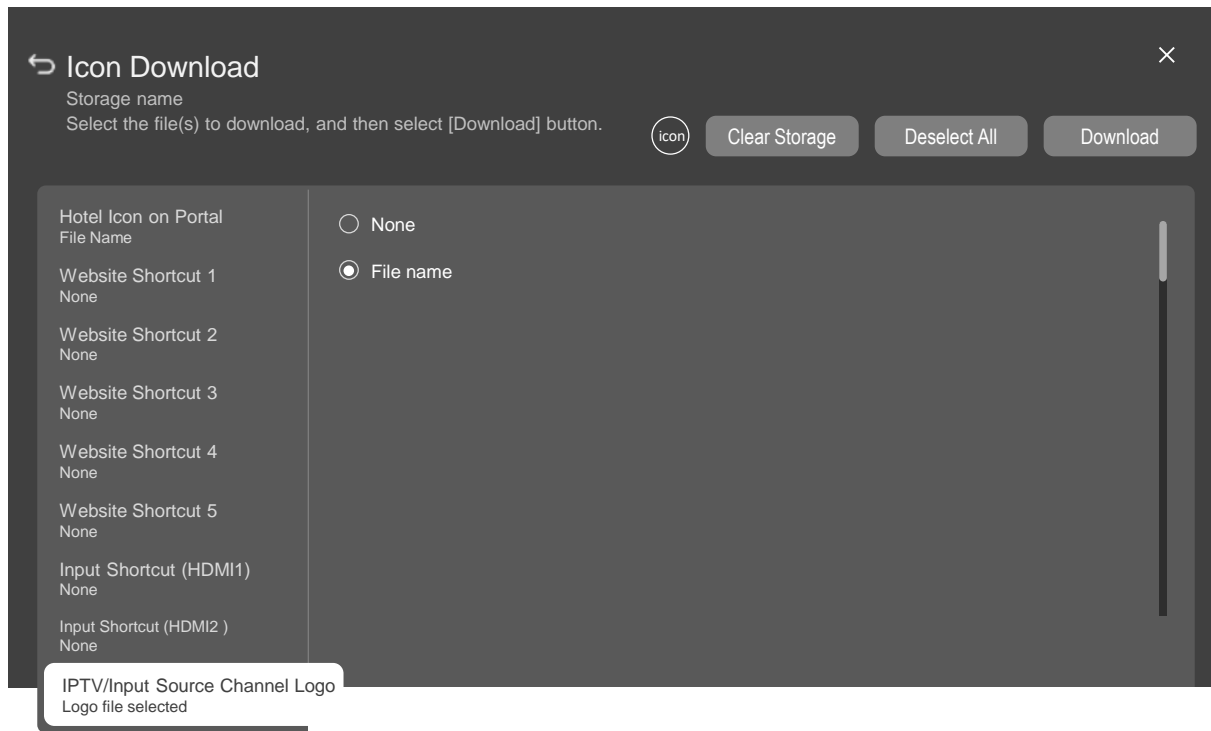 Icon Download
Storage name
Select the file(s) to download, and then select [Download] button.
icon
Clear Storage
Deselect All
Download
Hotel Icon on Portal
File Name
Website Shortcut 1
None
Website Shortcut 2
None
Website Shortcut 3
None
Website Shortcut 4
None
Website Shortcut 5
None
Input Shortcut (HDMI1)
None
Input Shortcut (HDMI2 )
None
IPTV/Input Source Channel Logo
Logo file selected
None
File name